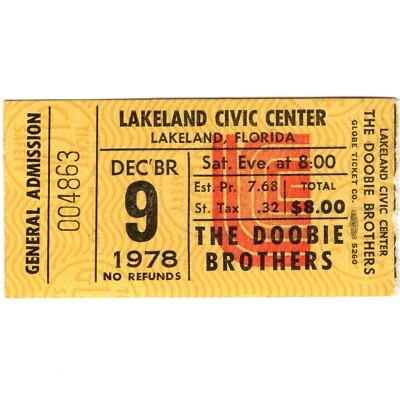 GENERAL ADMISSION
004863
LAKELAND CIVIC CENTER
LAKELAND, FLORIDA
DEC'BR
9
1978
NO REFUNDS
Sat. Eve. at 8:00
Est. Pr. 7.68 TOTAL
St. Tax .32 $8.00
THE DOOBIE
BROTHERS
LAKELAND CIVIC CENTER
THE DOOBIE BROTHERS
GLOBE TICKET CO. S260